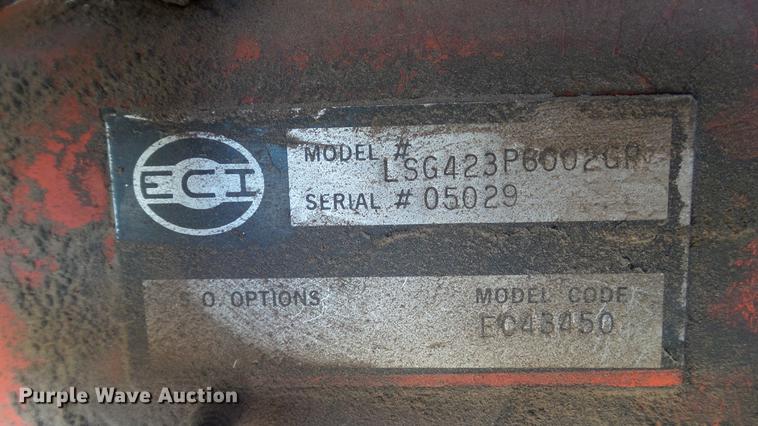 ECI
MODEL #
LSG423P6002GR
SERIAL # 05029
S.O. OPTIONS
MODEL CODE
EC43450
Purple Wave Auction